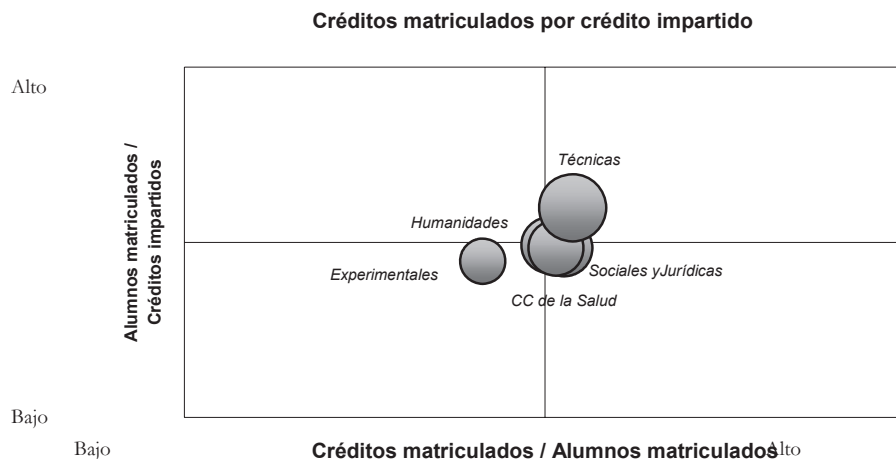 Créditos matriculados por crédito impartido
Alto
Alumnos matriculados /
Créditos impartidos
Técnicas
Humanidades
Experimentales
Sociales yJurídicas
CC de la Salud
Bajo
Bajo
Créditos matriculados / Alumnos matriculados
Alto